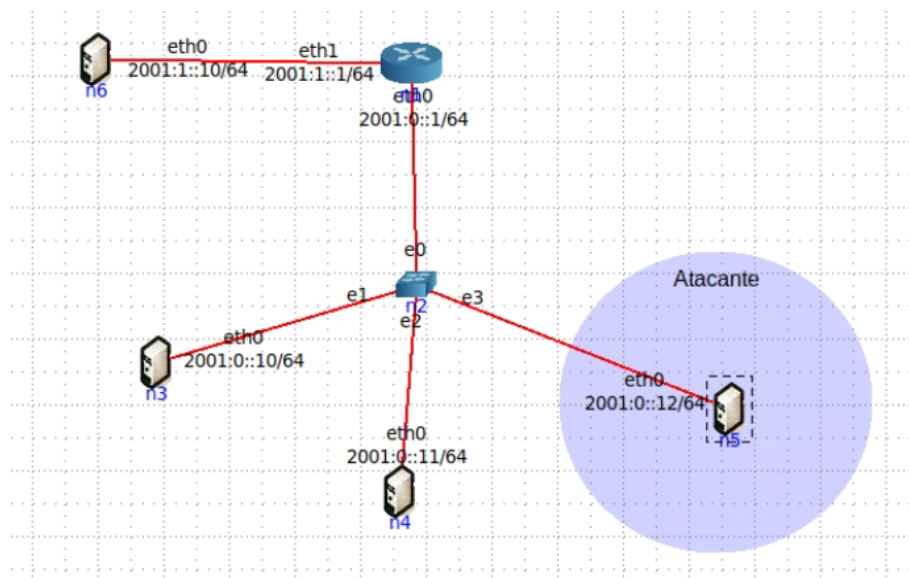 eth0
eth1
2001:1::10/64
2001:1::1/64
n6
n1
eth0
2001:0::1/64
e0
Atacante
n2
e1
e3
e2
eth0
2001:0::10/64
n3
eth0
2001:0::12/64
n5
eth0
2001:0::11/64
n4